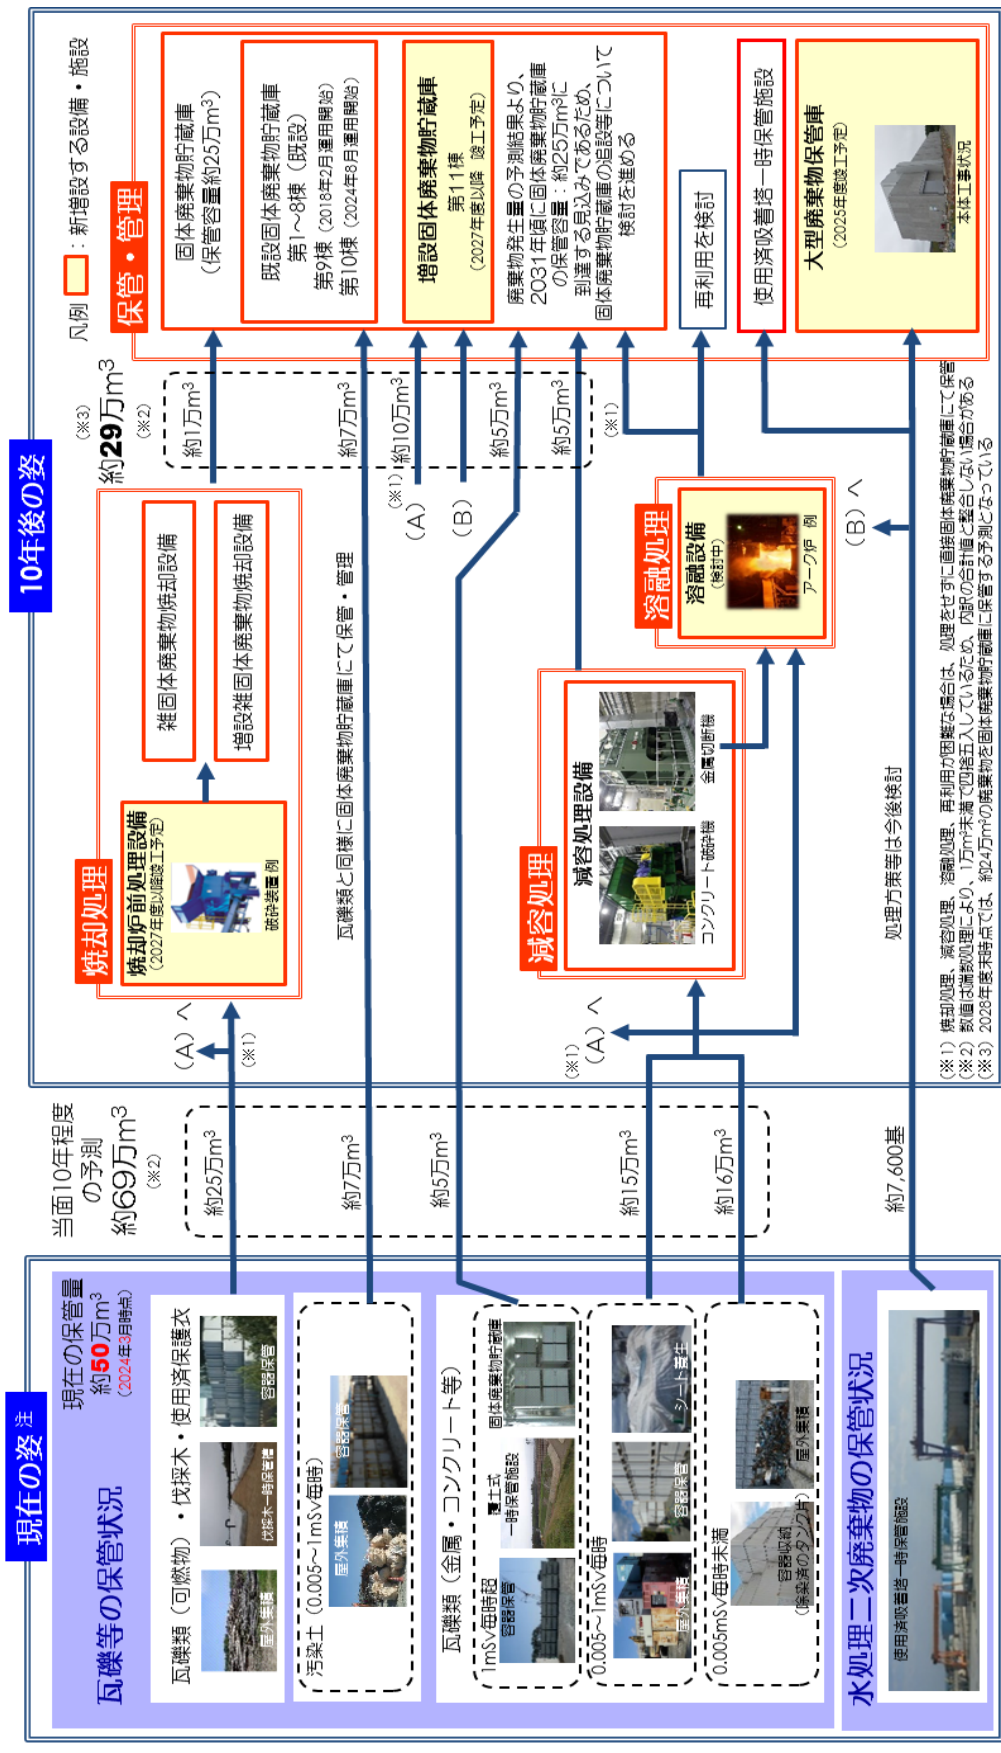 現在の姿 注
瓦礫等の保管状況
現在の保管量
約50万m³
(2024年3月時点)
瓦礫類（可燃物）・伐採木・使用済保護衣
屋外集積
伐採木一時保管槽
容器保管
汚染土（0.005～1mSv毎時）
屋外集積
容器保管
瓦礫類（金属・コンクリート等）
1mSv毎時超
容器保管
覆土式
一時保管施設
固体廃棄物貯蔵庫
0.005～1mSv毎時
屋外集積
容器保管
シート養生
0.005mSv毎時未満
容器収納
(除染済のタンク片)
屋外集積
水処理二次廃棄物の保管状況
使用済吸着塔一時保管施設
当面10年程度
の予測
約69万m³
(※2)
約25万m³
約7万m³
約5万m³
約15万m³
約16万m³
約7,600基
10年後の姿
焼却処理
焼却炉前処理設備
(2027年度以降竣工予定)
破砕装置 例
雑固体廃棄物焼却設備
増設雑固体廃棄物焼却設備
(A) へ
(※1)
瓦礫類と同様に固体廃棄物貯蔵庫にて保管・管理
(※1)
(A) へ
減容処理
減容処理設備
コンクリート破砕機
金属切断機
溶融処理
溶融設備
(検討中)
アーク炉 例
(B) へ
処理方策等は今後検討
(※3)
約29万m³
(※2)
約1万m³
約7万m³
(※1)
(A)
約10万m³
(B)
約5万m³
約5万m³
(※1)
凡例
：新増設する設備・施設
保管・管理
固体廃棄物貯蔵庫
(保管容量約25万m³)
既設固体廃棄物貯蔵庫
第1～8棟（既設）
第9棟（2018年2月運用開始）
第10棟（2024年8月運用開始）
増設固体廃棄物貯蔵庫
第11棟
(2027年度以降 竣工予定)
廃棄物発生量の予測結果より、
2031年頃に固体廃棄物貯蔵庫
の保管容量：約25万m³に
到達する見込みであるため、
固体廃棄物貯蔵庫の追設等について
検討を進める
再利用を検討
使用済吸着塔一時保管施設
大型廃棄物保管庫
(2025年度竣工予定)
本体工事状況
(※1) 焼却処理、減容処理、溶融処理、再利用が困難な場合は、処理をせずに直接固体廃棄物貯蔵庫にて保管
(※2) 数値は端数処理により、1万m³未満で四捨五入しているため、内訳の合計値と整合しない場合がある
(※3) 2028年度末時点では、約24万m³の廃棄物を固体廃棄物貯蔵庫に保管する予測となっている